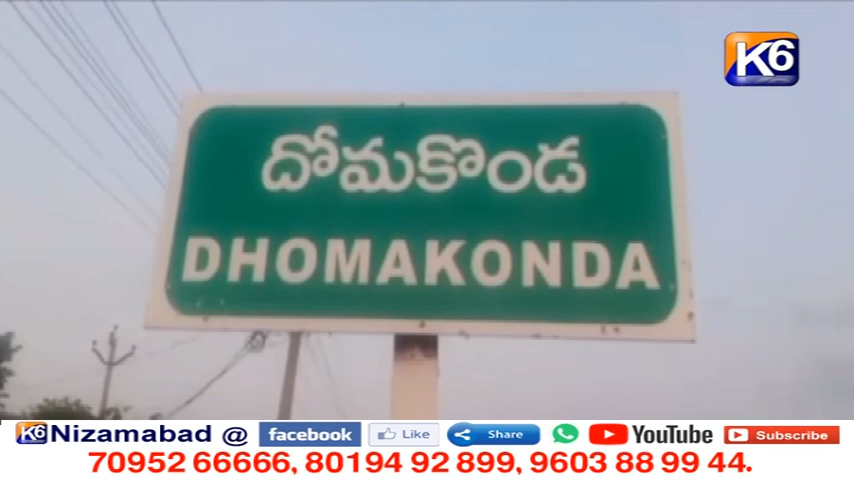 K6
దోమకొండ
DHOMAKONDA
K6 Nizamabad @ facebook Like Share YouTube Subscribe
70952 66666, 80194 92 899, 9603 88 99 44.